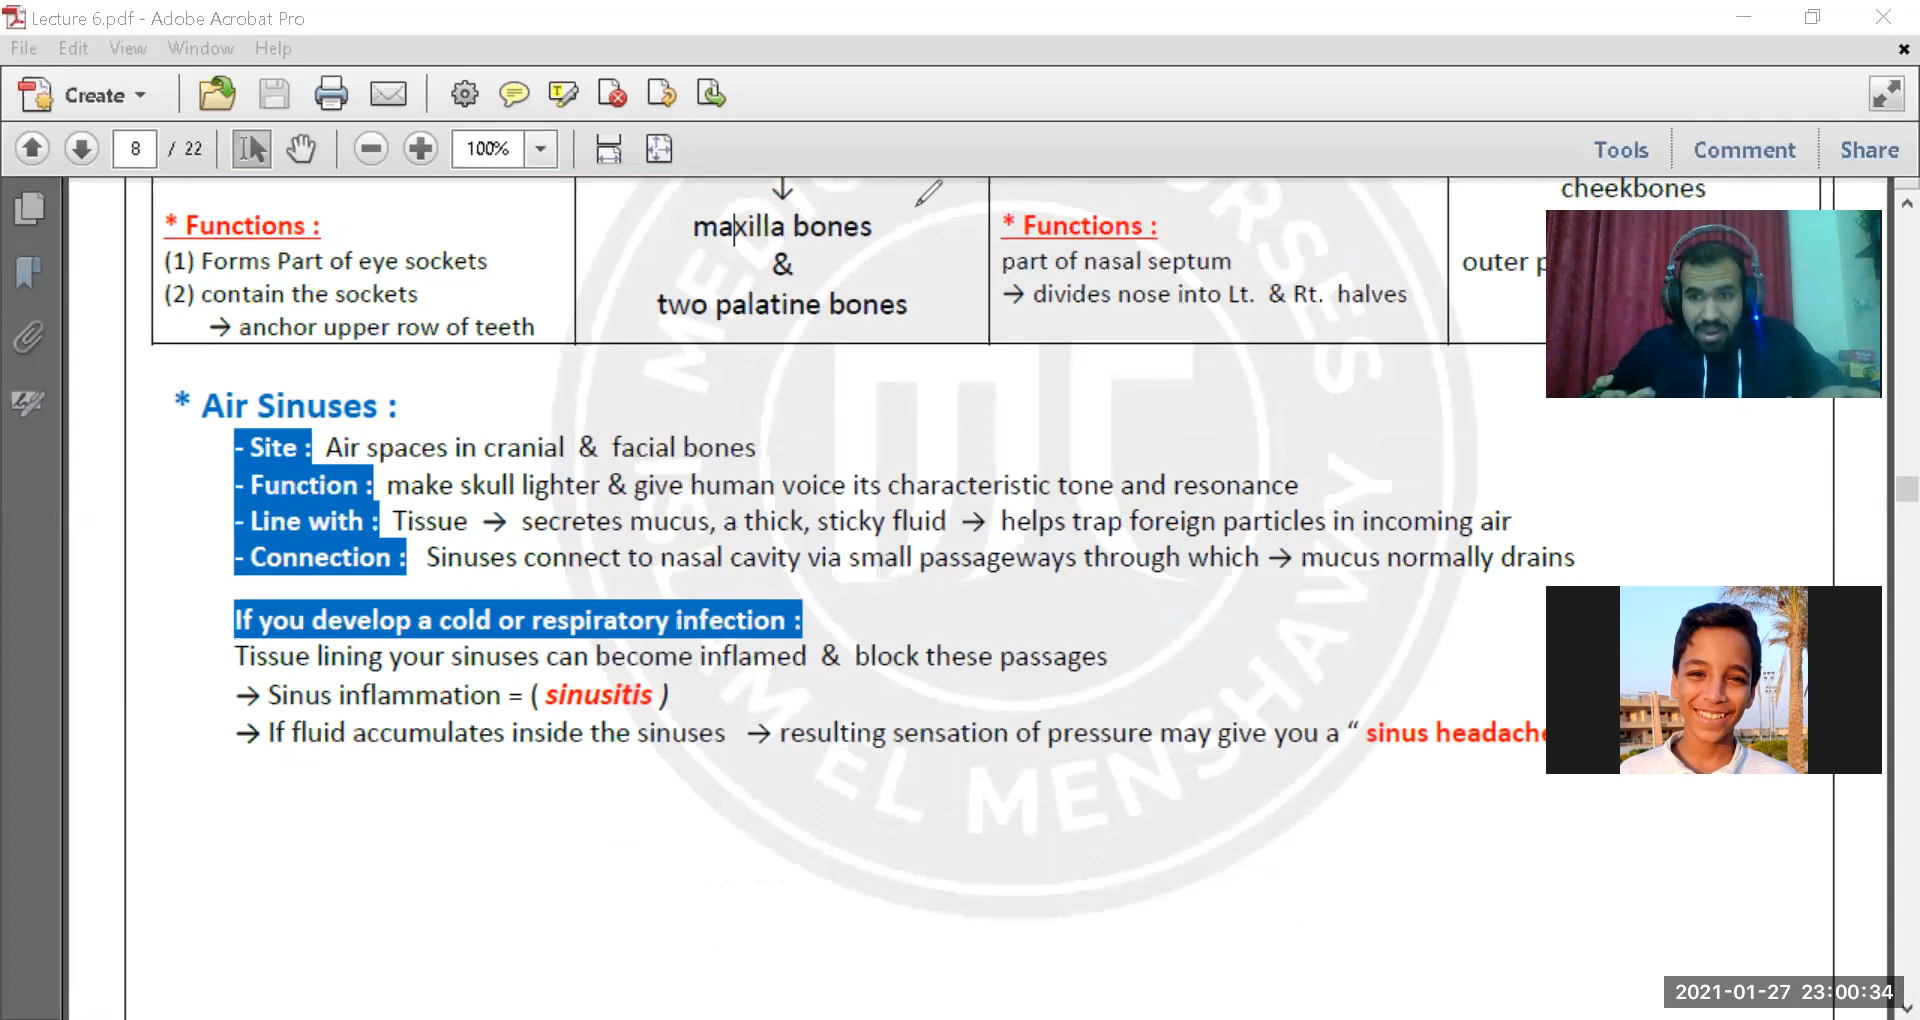 Lecture 6.pdf - Adobe Acrobat Pro
File Edit View Window Help
Create
8 / 22 100% Tools Comment Share
cheekbones
* Functions :
(1) Forms Part of eye sockets
(2) contain the sockets
→ anchor upper row of teeth
↓
maxilla bones
&
two palatine bones
* Functions :
part of nasal septum
→ divides nose into Lt. & Rt. halves
outer
* Air Sinuses :
- Site : Air spaces in cranial & facial bones
- Function : make skull lighter & give human voice its characteristic tone and resonance
- Line with : Tissue → secretes mucus, a thick, sticky fluid → helps trap foreign particles in incoming air
- Connection : Sinuses connect to nasal cavity via small passageways through which → mucus normally drains
If you develop a cold or respiratory infection :
Tissue lining your sinuses can become inflamed & block these passages
→ Sinus inflammation = ( sinusitis )
→ If fluid accumulates inside the sinuses → resulting sensation of pressure may give you a “ sinus headache
EL MENSHAWY
2021-01-27 23:00:34